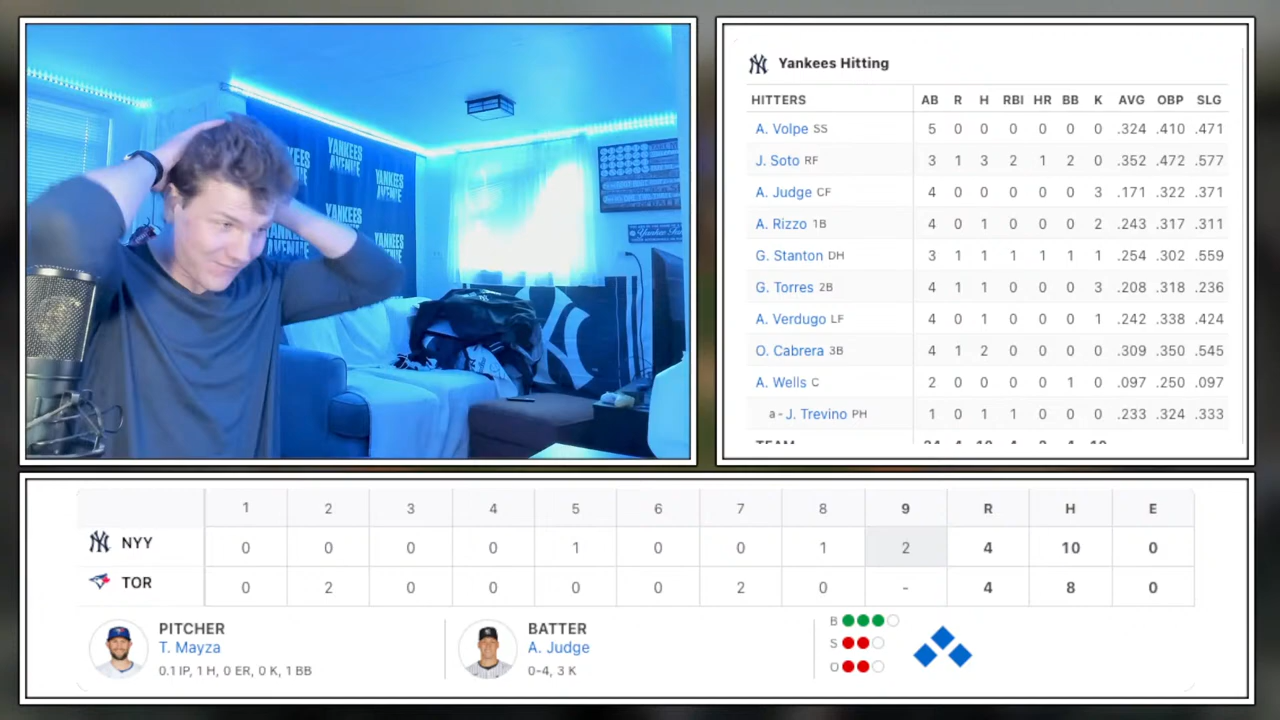 YANKEES
AVENUE
YANKEES
AVENUE
YANKEES
AVENUE
YANKEES
Yankees Hitting
HITTERS AB R H RBI HR BB K AVG OBP SLG
A. Volpe SS 5 0 0 0 0 0 0 .324 .410 .471
J. Soto RF 3 1 3 2 1 2 0 .352 .472 .577
A. Judge CF 4 0 0 0 0 0 3 .171 .322 .371
A. Rizzo 1B 4 0 1 0 0 0 2 .243 .317 .311
G. Stanton DH 3 1 1 1 1 1 1 .254 .302 .559
G. Torres 2B 4 1 1 0 0 0 3 .208 .318 .236
A. Verdugo LF 4 0 1 0 0 0 1 .242 .338 .424
O. Cabrera 3B 4 1 2 0 0 0 0 .309 .350 .545
A. Wells C 2 0 0 0 0 1 0 .097 .250 .097
a - J. Trevino PH 1 0 1 1 0 0 0 .233 .324 .333
1 2 3 4 5 6 7 8 9 R H E
NYY 0 0 0 0 1 0 0 1 2 4 10 0
TOR 0 2 0 0 0 0 2 0 - 4 8 0
PITCHER
T. Mayza
0.1 IP, 1 H, 0 ER, 0 K, 1 BB
BATTER
A. Judge
0-4, 3 K
B
S
O